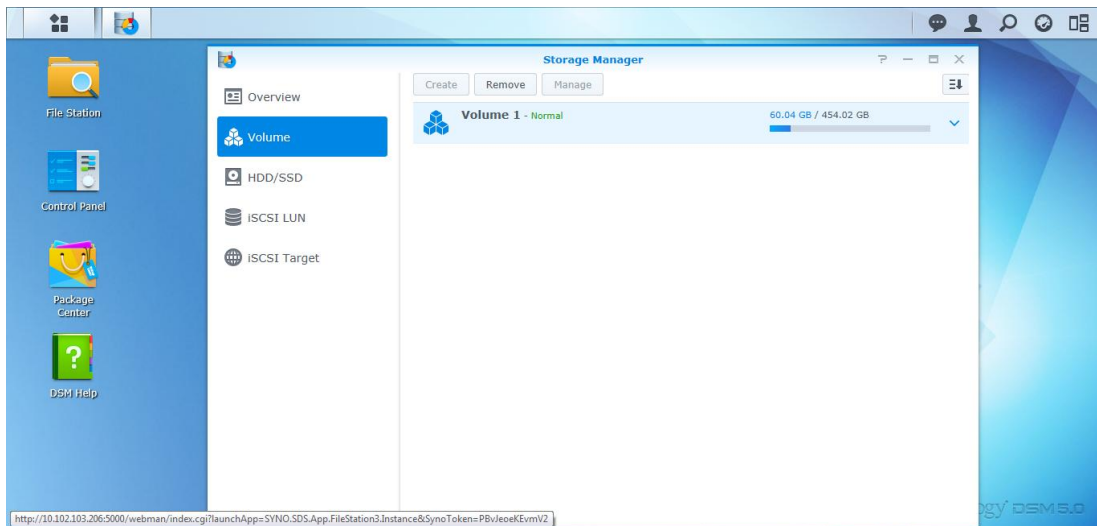 Storage Manager
File Station
Control Panel
Package
Center
DSM Help
Overview
Volume
HDD/SSD
iSCSI LUN
iSCSI Target
Create Remove Manage
Volume 1 - Normal
60.04 GB / 454.02 GB
ogy DSM 5.0
http://10.102.103.206:5000/webman/index.cgi?launchApp=SYNO.SDS.App.FileStation3.Instance&SynoToken=PBvJeoeKEvmV2